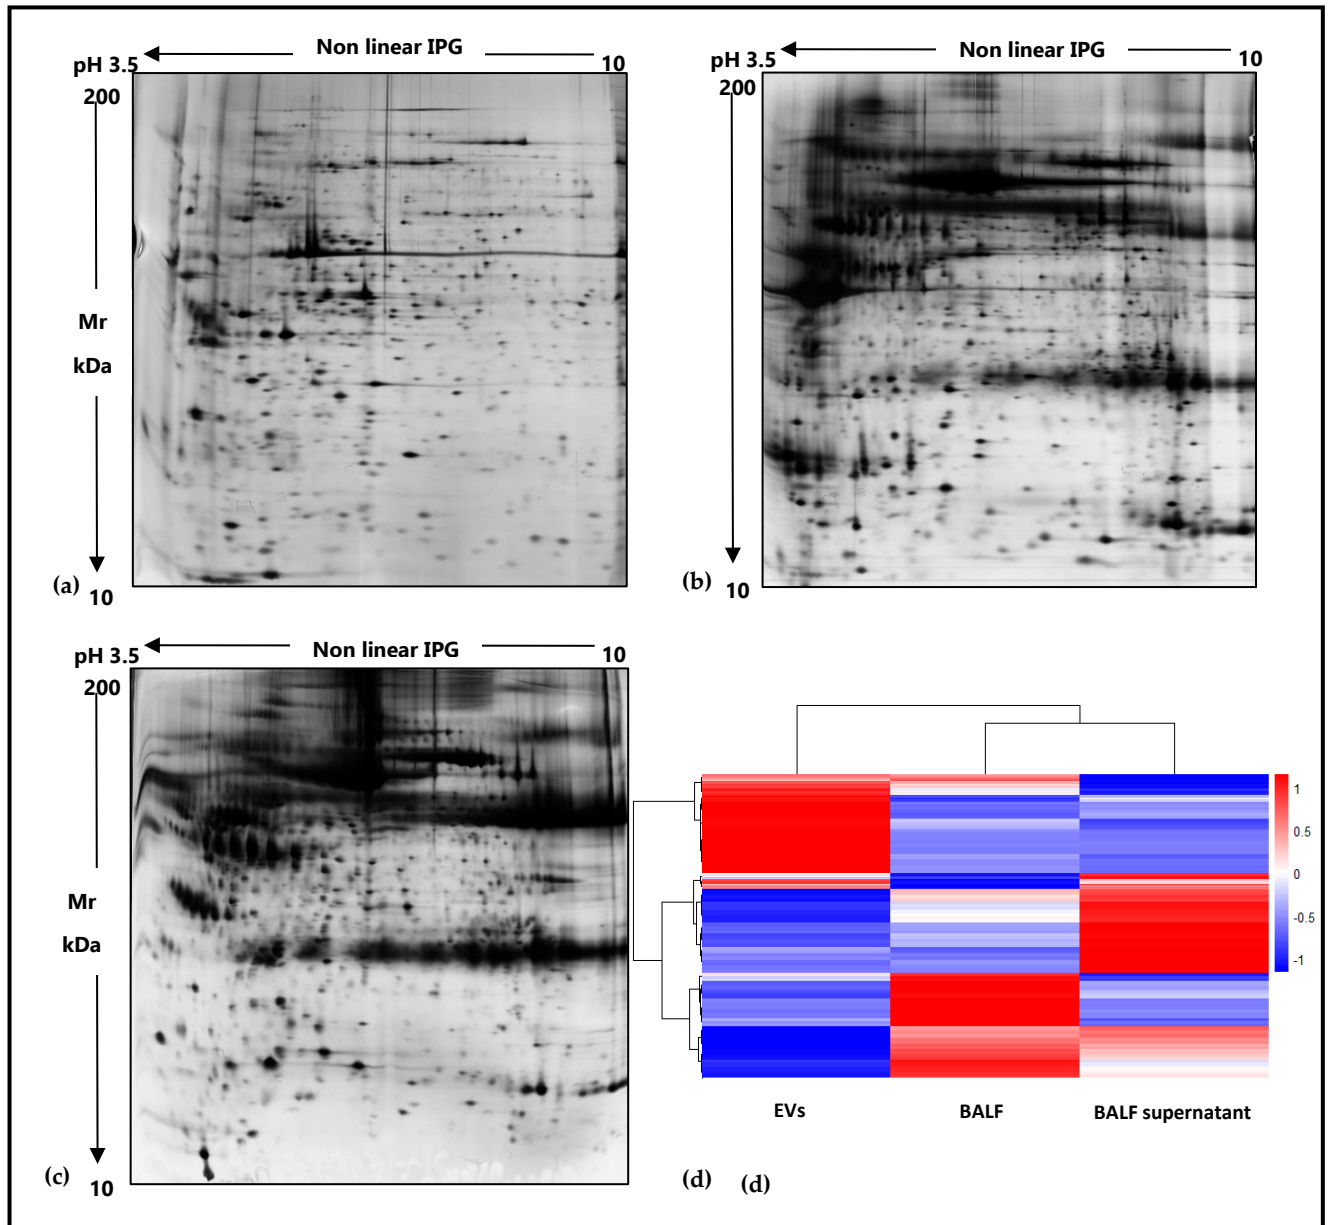 Non linear IPG
pH 3.5
10
200
Mr
kDa
(a)
10
Non linear IPG
pH 3.5
10
200
(b)
10
Non linear IPG
pH 3.5
10
200
Mr
kDa
(c)
10
1
0.5
0
-0.5
-1
EVs
BALF
BALF supernatant
(d)
(d)